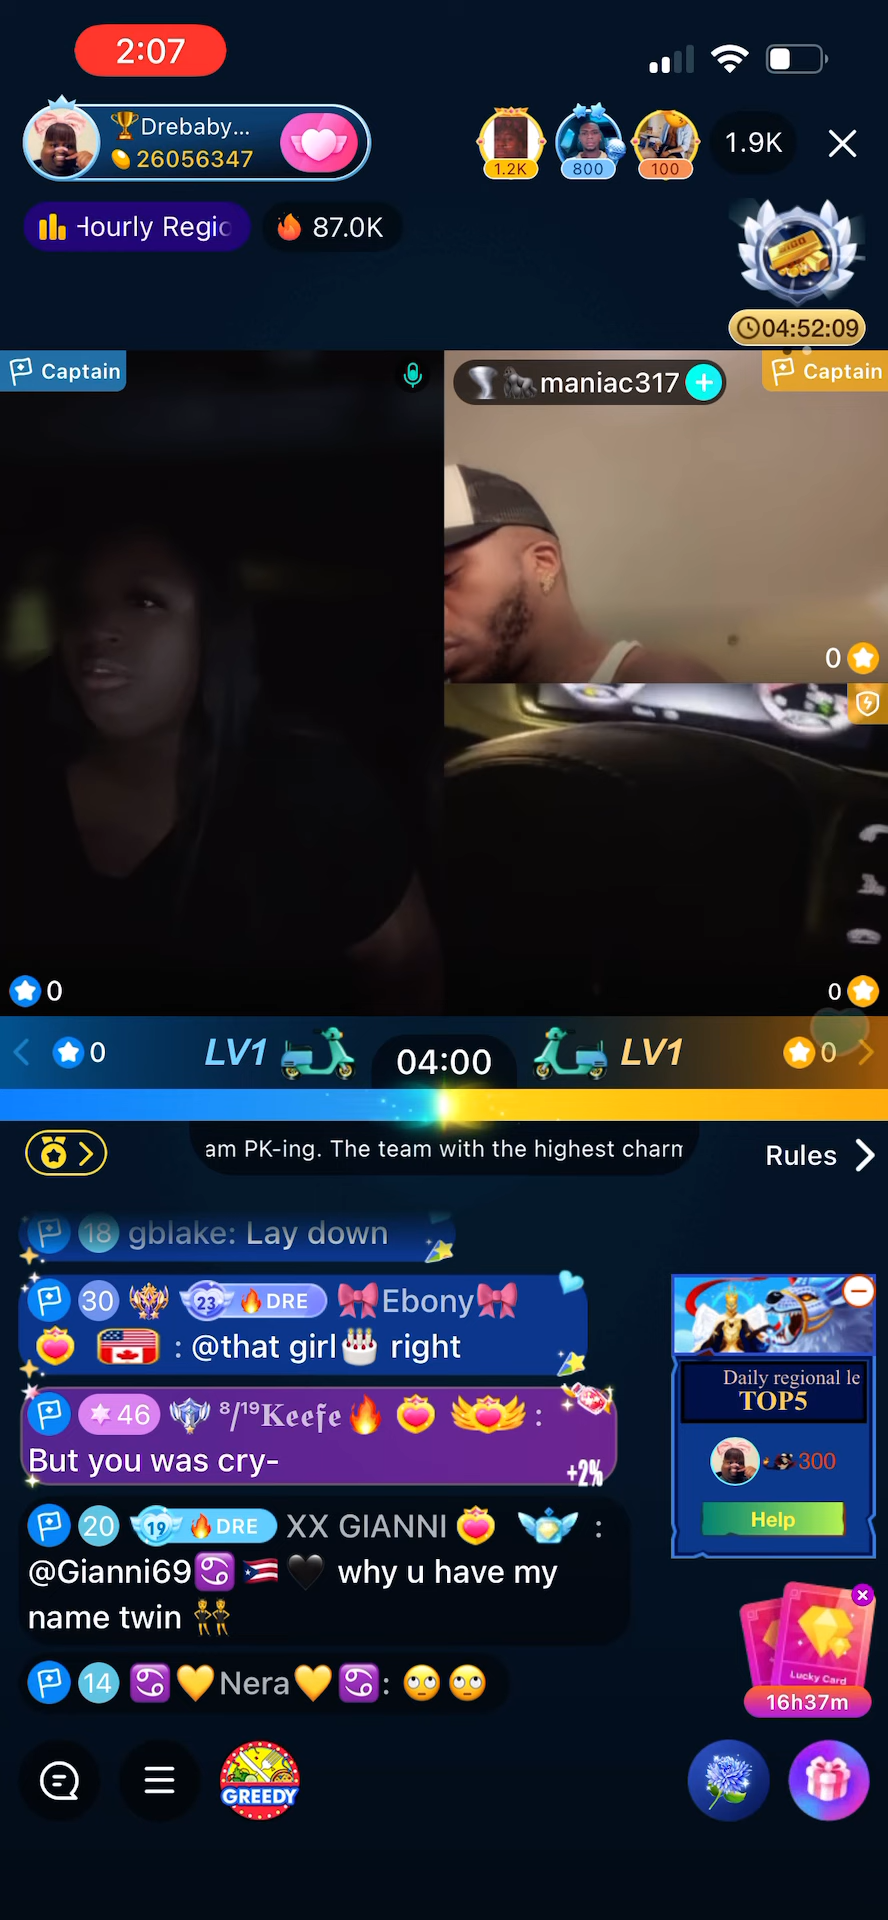 2:07
Drebaby...
26056347
1.2K
800
100
1.9K
Hourly Regio
87.0K
04:52:09
Captain
maniac317
Captain
0
0
0
0
LV1
04:00
LV1
0
am PK-ing. The team with the highest charm
Rules
18 gblake: Lay down
30 23 DRE Ebony
: @that girl🎂 right
46 8/19Keefe :
But you was cry-
+2%
20 19 DRE XX GIANNI :
@Gianni69♋🇵🇷🖤 why u have my
name twin 👯
14 ♋💛Nera💛♋: 🙄🙄
Daily regional le
TOP5
300
Help
Lucky Card
16h37m
GREEDY